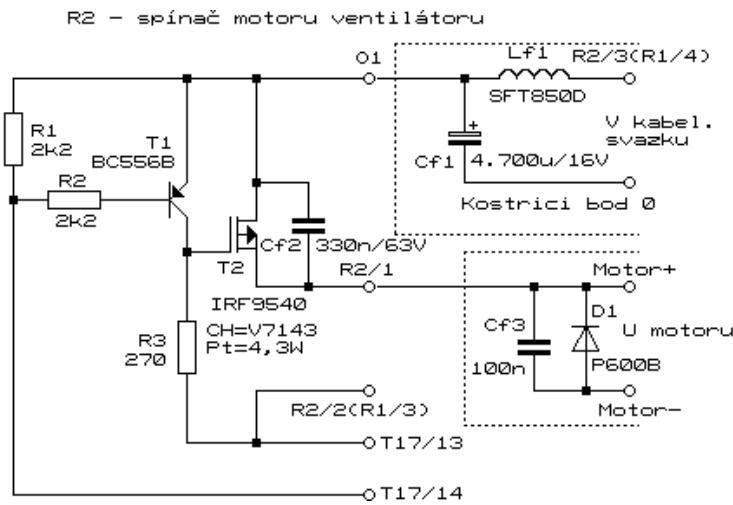 R2 - spínač motoru ventilátoru
O1
Lf1
R2/3(R1/4)
SFT850D
R1
2k2
T1
BC556B
+
V kabel.
svazku
Cf1
4.700u/16V
R2
2k2
Kostrici bod 0
Cf2
330n/63V
T2
R2/1
Motor+
IRF9540
D1
CH=V7143
Pt=4,3W
Cf3
U motoru
R3
270
100n
P600B
R2/2(R1/3)
Motor-
T17/13
T17/14